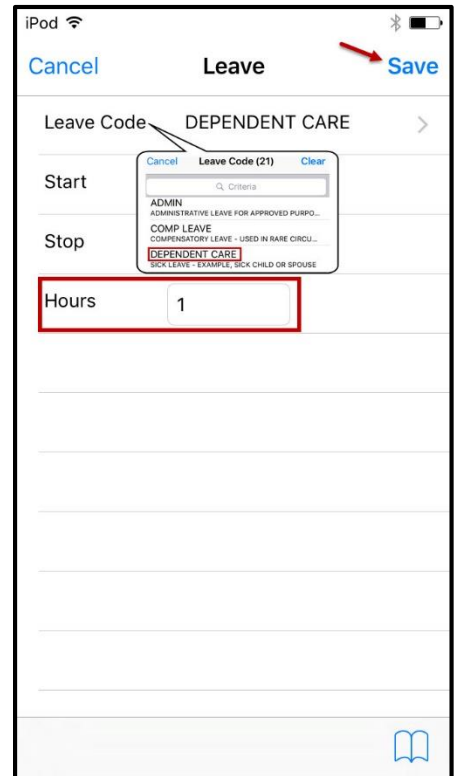 iPod
Cancel Leave Save
Leave Code DEPENDENT CARE
Cancel Leave Code (21) Clear
Criteria
ADMIN
ADMINISTRATIVE LEAVE FOR APPROVED PURPO...
COMP LEAVE
COMPENSATORY LEAVE - USED IN RARE CIRCU...
DEPENDENT CARE
SICK LEAVE - EXAMPLE, SICK CHILD OR SPOUSE
Start
Stop
Hours 1